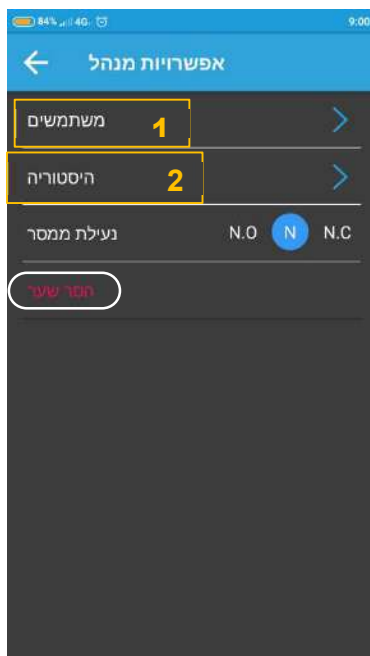 84% 4G 9:00
אפשרויות מנהל
משתמשים 1
היסטוריה 2
נעילת ממסר N.O N N.C
הסר שער